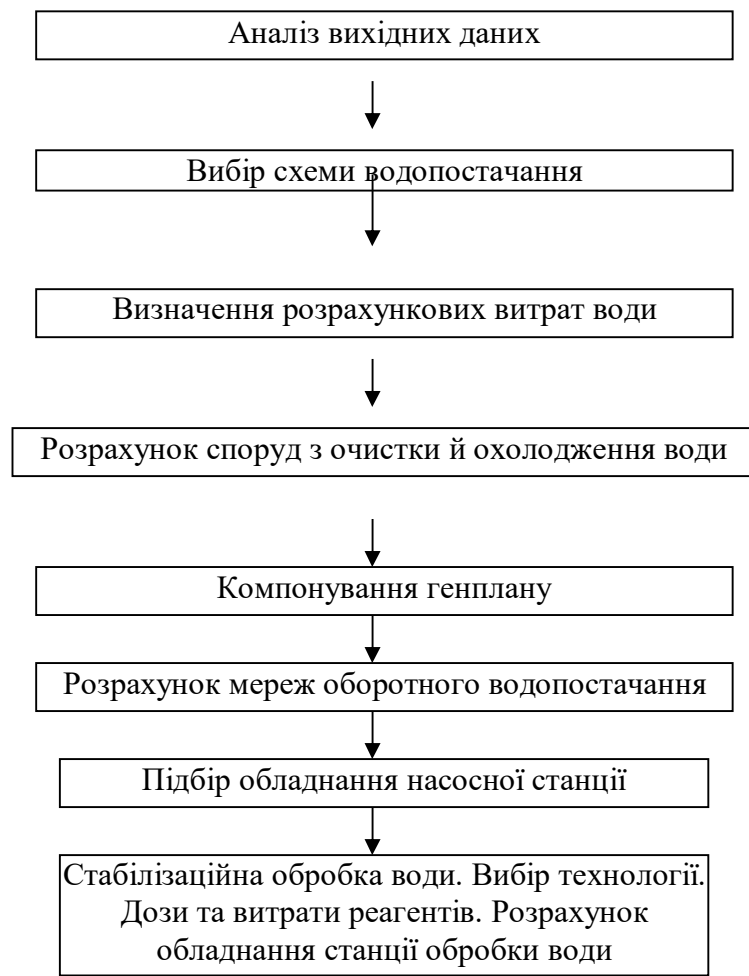 Аналіз вихідних даних
Вибір схеми водопостачання
Визначення розрахункових витрат води
Розрахунок споруд з очистки й охолодження води
Компонування генплану
Розрахунок мереж оборотного водопостачання
Підбір обладнання насосної станції
Стабілізаційна обробка води. Вибір технології.
Дози та витрати реагентів. Розрахунок
обладнання станції обробки води